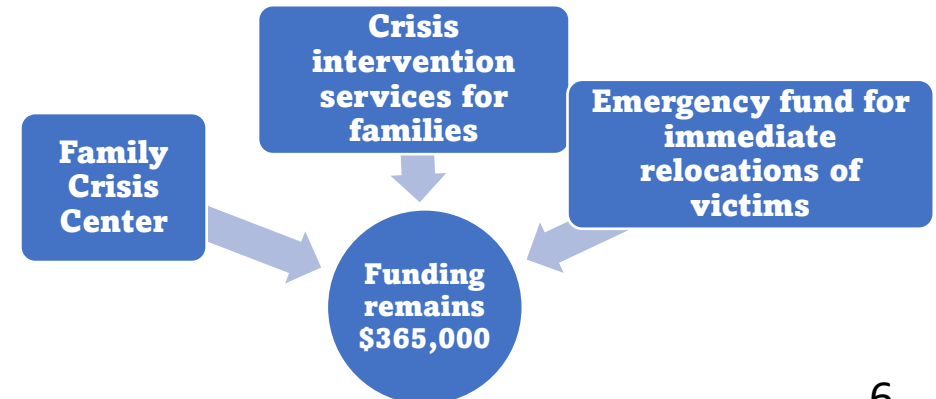 Crisis
intervention
services for
families
Emergency fund for
immediate
relocations of
victims
Family
Crisis
Center
Funding
remains
$365,000
6